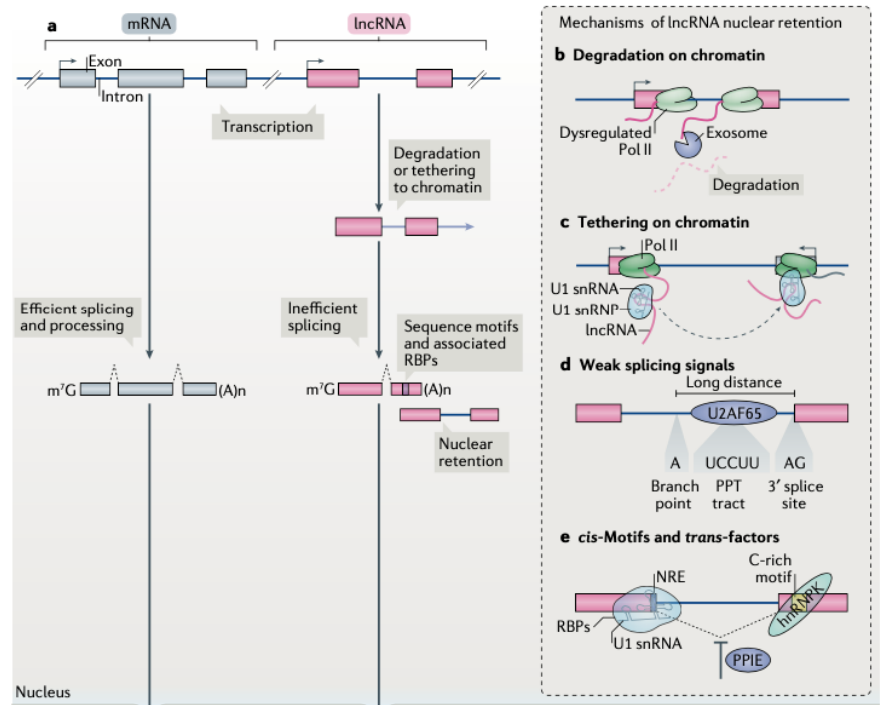 a
mRNA
lncRNA
Exon
Intron
Transcription
Degradation
or tethering
to chromatin
Efficient splicing
and processing
Inefficient
splicing
Sequence motifs
and associated
RBPs
m⁷G
(A)n
m⁷G
(A)n
Nuclear
retention
Nucleus
Mechanisms of lncRNA nuclear retention
b Degradation on chromatin
Dysregulated
Pol II
Exosome
Degradation
c Tethering on chromatin
Pol II
U1 snRNA
U1 snRNP
lncRNA
d Weak splicing signals
Long distance
U2AF65
A UCCUU AG
Branch
point
PPT
tract
3′ splice
site
e cis-Motifs and trans-factors
NRE
C-rich
motif
hnRNPK
RBPs
U1 snRNA
PPIE